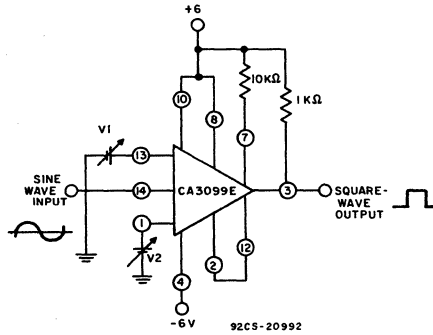 +6
10KΩ
1KΩ
10
8
7
V1
13
SINE
WAVE
INPUT
14
CA3099E
3
SQUARE-
WAVE
OUTPUT
1
V2
12
2
4
-6V
92CS-20992